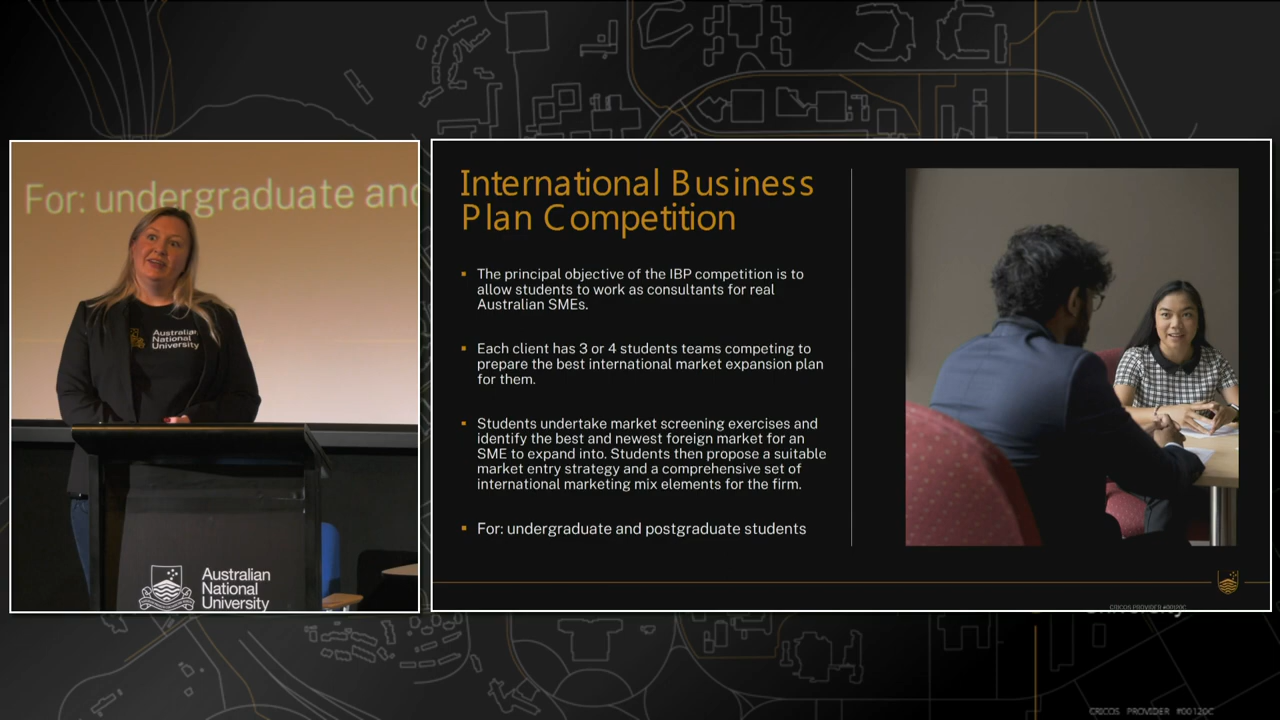 For: undergraduate and
Australian
National
University
Australian
National
University
International Business
Plan Competition
The principal objective of the IBP competition is to
allow students to work as consultants for real
Australian SMEs.
Each client has 3 or 4 students teams competing to
prepare the best international market expansion plan
for them.
Students undertake market screening exercises and
identify the best and newest foreign market for an
SME to expand into. Students then propose a suitable
market entry strategy and a comprehensive set of
international marketing mix elements for the firm.
For: undergraduate and postgraduate students
CRICOS PROVIDER #00120C
CRICOS PROVIDER #00120C